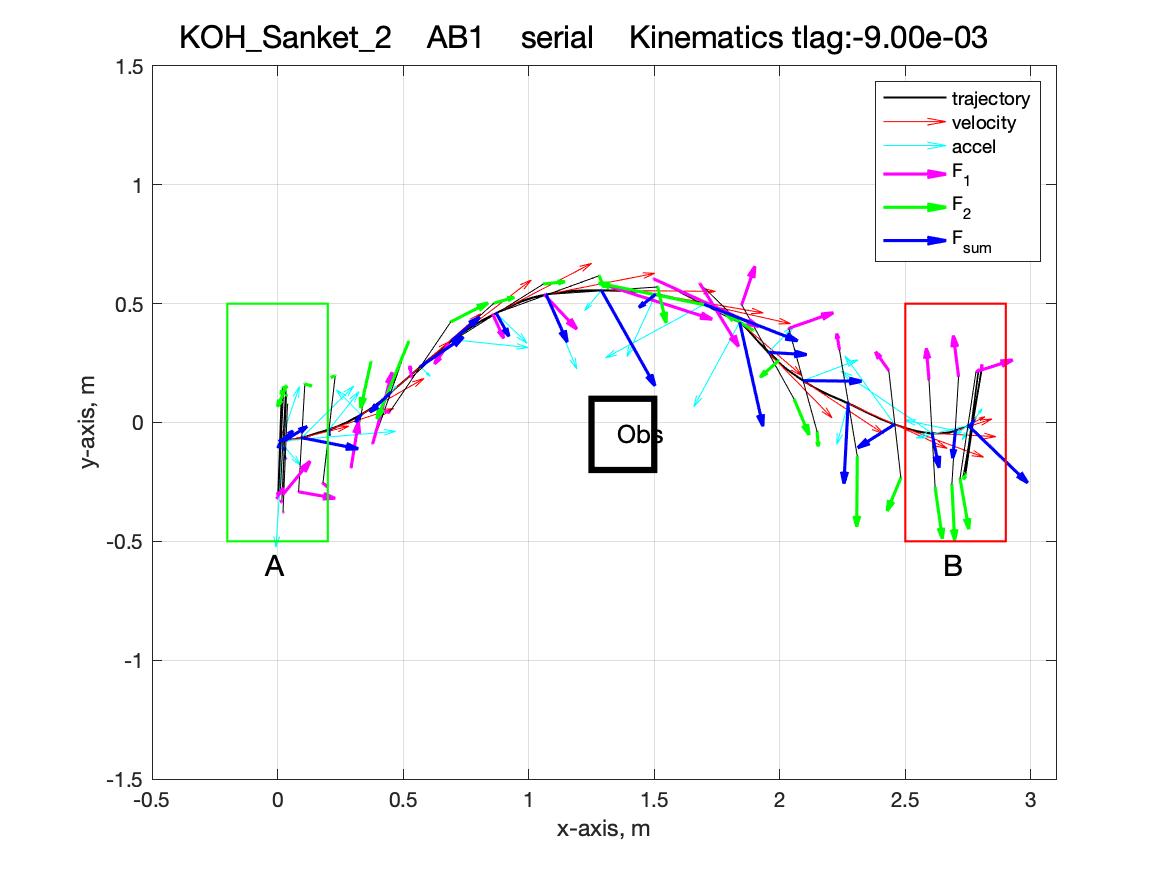 KOH_Sanket_2 AB1 serial Kinematics tlag:-9.00e-03
1.5
1
0.5
0
-0.5
-1
-1.5
y-axis, m
trajectory
velocity
accel
F1
F2
Fsum
Obs
A
B
-0.5 0 0.5 1 1.5 2 2.5 3
x-axis, m